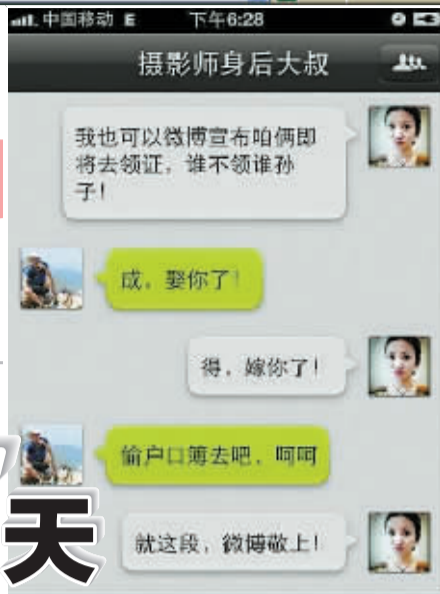 中国移动 E 下午6:28
摄影师身后大叔
我也可以微博宣布咱俩即
将去领证，谁不领谁孙
子！
成，娶你了！
得，嫁你了！
偷户口簿去吧，呵呵
天
就这段，微博敬上！